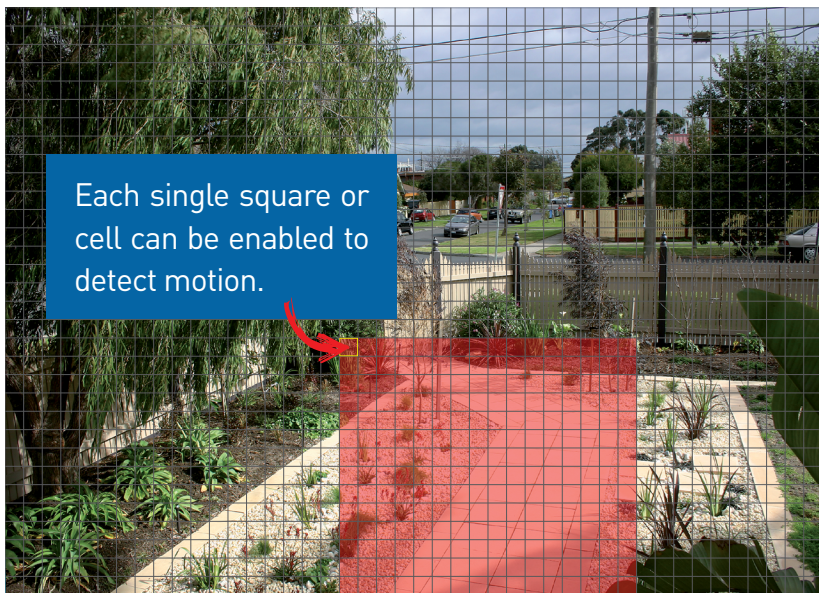 Each single square or
cell can be enabled to
detect motion.